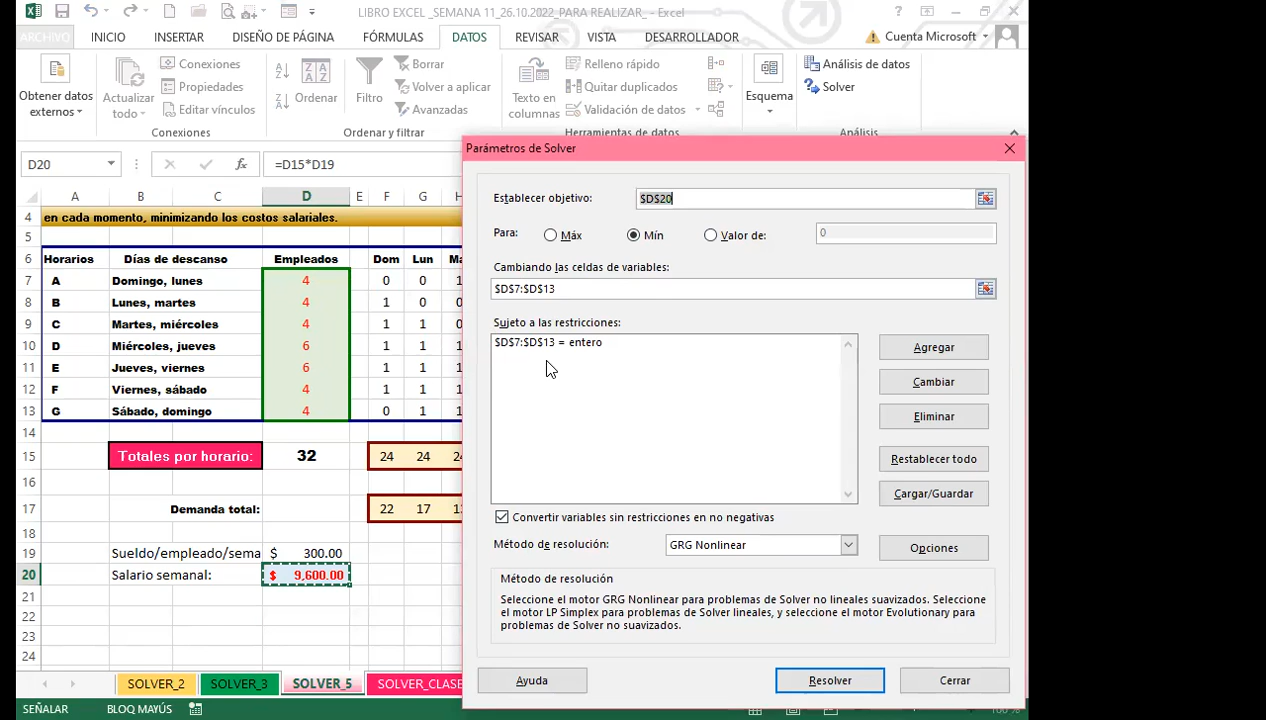 LIBRO EXCEL _SEMANA 11_26.10.2022_PARA REALIZAR_ - Excel
ARCHIVO INICIO INSERTAR DISEÑO DE PÁGINA FÓRMULAS DATOS REVISAR VISTA DESARROLLADOR Cuenta Microsoft
Obtener datos externos
Actualizar todo
Conexiones
Propiedades
Editar vínculos
Conexiones
Ordenar
Filtro
Borrar
Volver a aplicar
Avanzadas
Ordenar y filtrar
Texto en columnas
Relleno rápido
Quitar duplicados
Validación de datos
Herramientas de datos
Esquema
Análisis de datos
Solver
Análisis
D20 fx =D15*D19
A B C D E F G H
4 en cada momento, minimizando los costos salariales.
5
6 Horarios Días de descanso Empleados Dom Lun Ma
7 A Domingo, lunes 4 0 0 1
8 B Lunes, martes 4 1 0 0
9 C Martes, miércoles 4 1 1 0
10 D Miércoles, jueves 6 1 1 1
11 E Jueves, viernes 6 1 1 1
12 F Viernes, sábado 4 1 1 1
13 G Sábado, domingo 4 0 1 1
14
15 Totales por horario: 32 24 24 24
16
17 Demanda total: 22 17 13
18
19 Sueldo/empleado/sema $ 300.00
20 Salario semanal: $ 9,600.00
21
22
23
24
SOLVER_2 SOLVER_3 SOLVER_5 SOLVER_CLASE
SEÑALAR BLOQ MAYÚS 100 %
Parámetros de Solver
Establecer objetivo: $D$20
Para: Máx Mín Valor de: 0
Cambiando las celdas de variables:
$D$7:$D$13
Sujeto a las restricciones:
$D$7:$D$13 = entero
Agregar
Cambiar
Eliminar
Restablecer todo
Cargar/Guardar
Convertir variables sin restricciones en no negativas
Método de resolución: GRG Nonlinear Opciones
Método de resolución
Seleccione el motor GRG Nonlinear para problemas de Solver no lineales suavizados. Seleccione
el motor LP Simplex para problemas de Solver lineales, y seleccione el motor Evolutionary para
problemas de Solver no suavizados.
Ayuda Resolver Cerrar